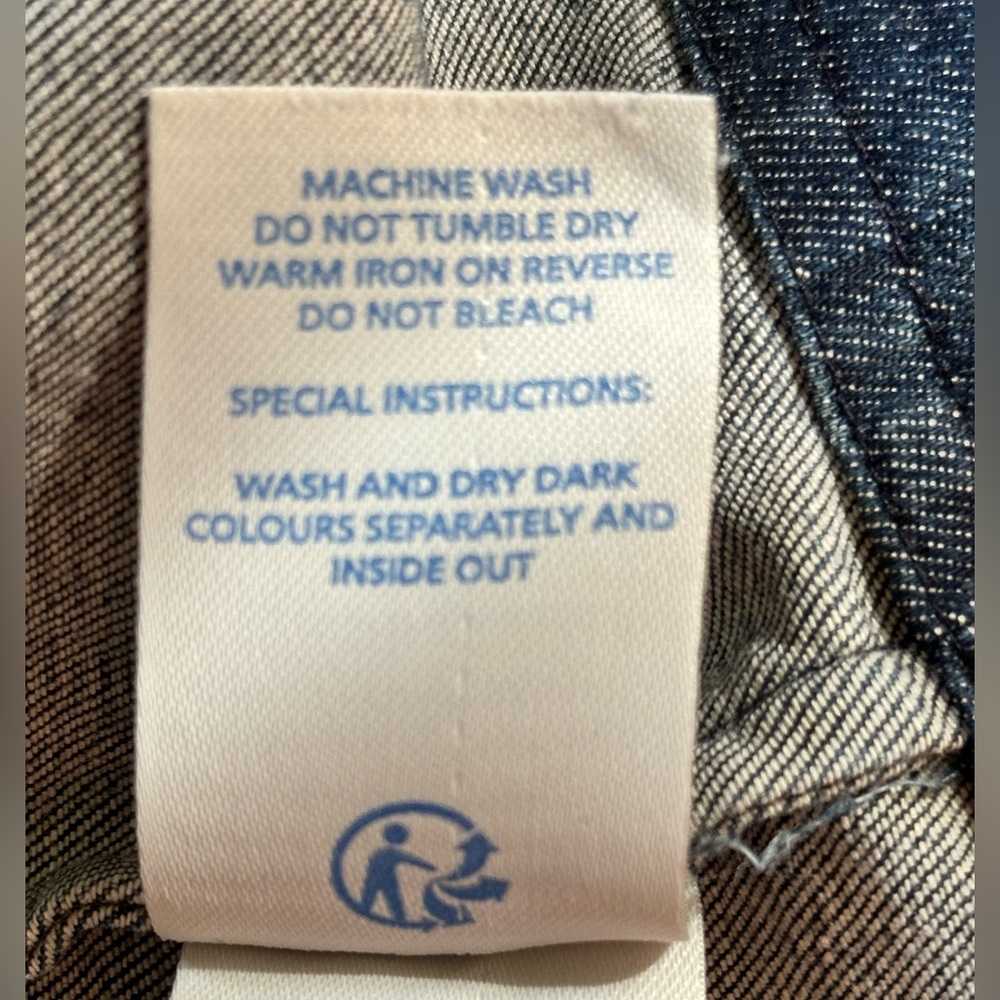 MACHINE WASH
DO NOT TUMBLE DRY
WARM IRON ON REVERSE
DO NOT BLEACH
SPECIAL INSTRUCTIONS:
WASH AND DRY DARK
COLOURS SEPARATELY AND
INSIDE OUT